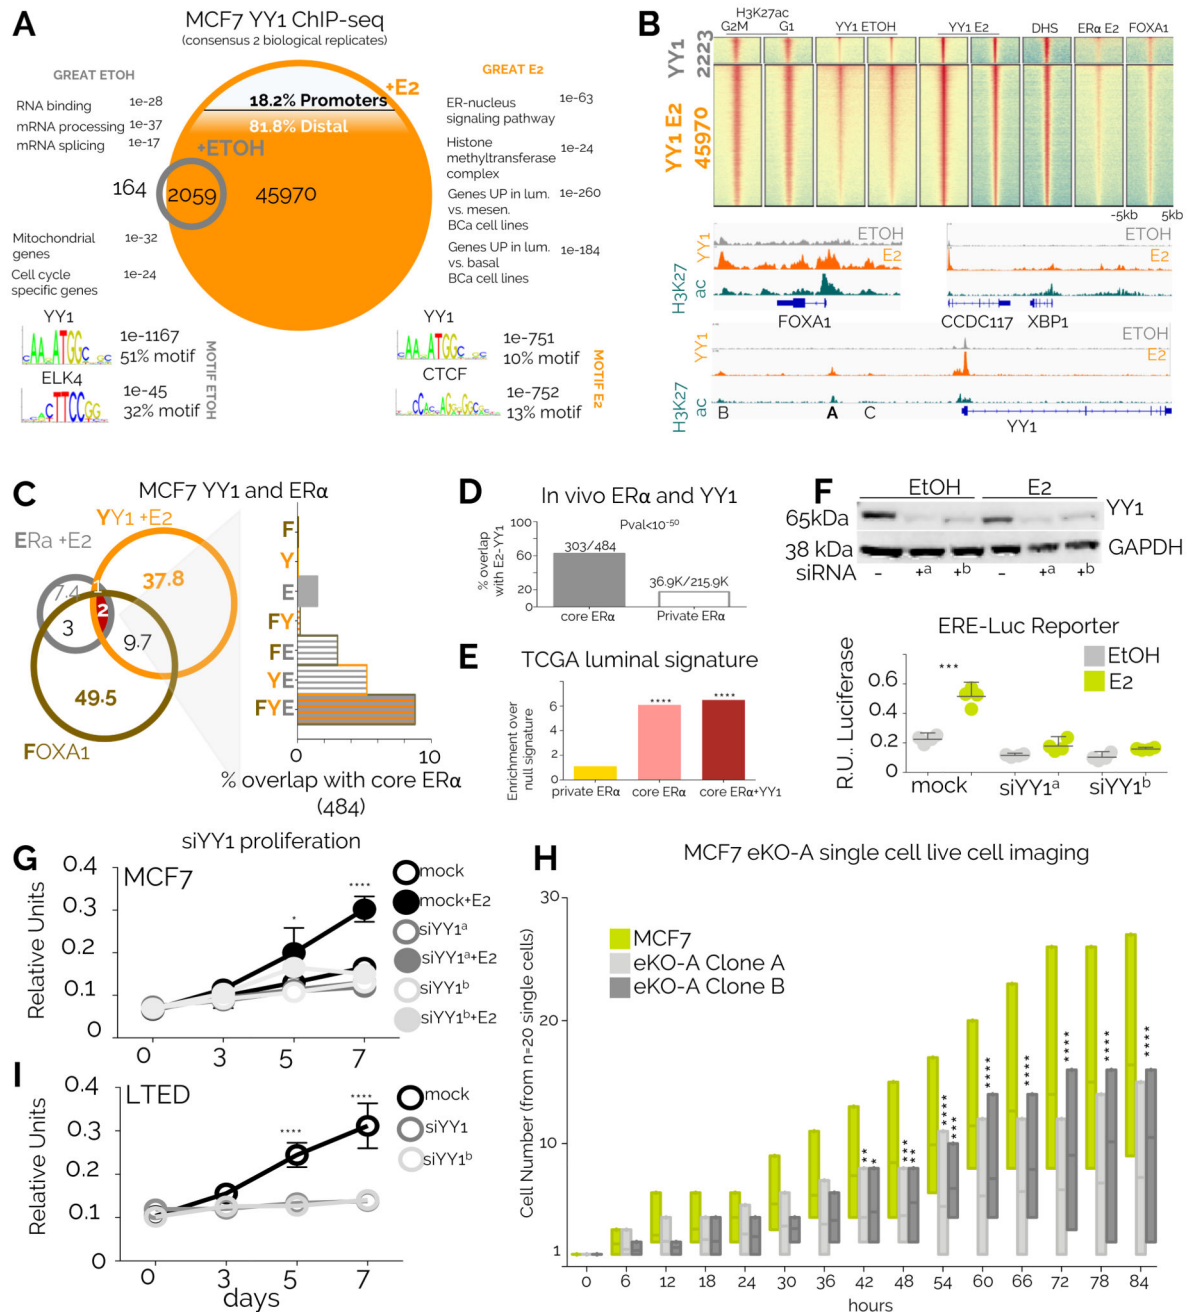 A
MCF7 YY1 ChIP-seq
(consensus 2 biological replicates)
GREAT ETOH
RNA binding 1e-28
mRNA processing 1e-37
mRNA splicing 1e-17
164
Mitochondrial genes 1e-32
Cell cycle specific genes 1e-24
+E2
18.2% Promoters
81.8% Distal
+ETOH
2059
45970
GREAT E2
ER-nucleus signaling pathway 1e-63
Histone methyltransferase complex 1e-24
Genes UP in lum. vs. mesen. BCa cell lines 1e-260
Genes UP in lum. vs. basal BCa cell lines 1e-184
YY1
1e-1167
51% motif
ELK4
1e-45
32% motif
MOTIF ETOH
YY1
1e-751
10% motif
CTCF
1e-752
13% motif
MOTIF E2
B
H3K27ac
G2M G1 YY1 ETOH YY1 E2 DHS ERα E2 FOXA1
YY1 2223
YY1 E2 45970
-5kb 5kb
YY1
ETOH
E2
H3K27ac
FOXA1
ETOH
E2
CCDC117 XBP1
YY1
ETOH
E2
H3K27ac
B A C
YY1
C
MCF7 YY1 and ERα
YY1 +E2
ERa +E2
37.8
7.4
1
2
3
9.7
49.5
FOXA1
F
Y
E
FY
FE
YE
FYE
0 10
% overlap with core ERα
(484)
D
In vivo ERα and YY1
Pval<10⁻⁵⁰
% overlap with E2-YY1
100
80
60
40
20
0
303/484
36.9K/215.9K
core ERα Private ERα
E
TCGA luminal signature
Enrichment over null signature
6
4
2
0
****
****
private ERα core ERα core ERα+YY1
F
EtOH E2
65kDa YY1
38 kDa GAPDH
siRNA - +ᵃ +ᵇ - +ᵃ +ᵇ
ERE-Luc Reporter
EtOH
E2
R.U.. Luciferase
0.6
0.4
0.2
0
***
mock siYY1ᵃ siYY1ᵇ
G
siYY1 proliferation
MCF7
Relative Units
0.4
0.3
0.2
0.1
0
*
****
0 3 5 7
mock
mock+E2
siYY1ᵃ
siYY1ᵃ+E2
siYY1ᵇ
siYY1ᵇ+E2
I
LTED
Relative Units
0.4
0.3
0.2
0.1
0
****
****
0 3 5 7
days
mock
siYY1
siYY1ᵇ
H
MCF7 eKO-A single cell live cell imaging
MCF7
eKO-A Clone A
eKO-A Clone B
Cell Number (from n=20 single cells)
30
20
10
1
** * *** ** **** *** **** **** **** **** ****
0 6 12 18 24 30 36 42 48 54 60 66 72 78 84
hours